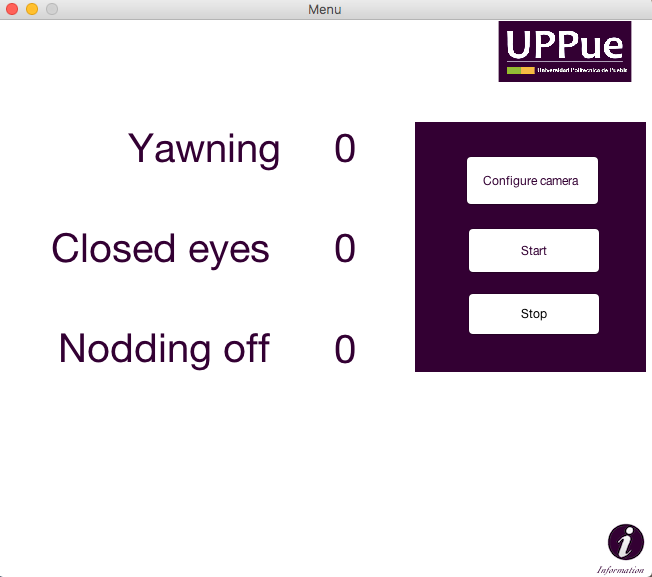 Menu
UPPue
Universidad Politécnica de Puebla
Yawning 0
Configure camera
Closed eyes 0
Start
Stop
Nodding off 0
i
Information